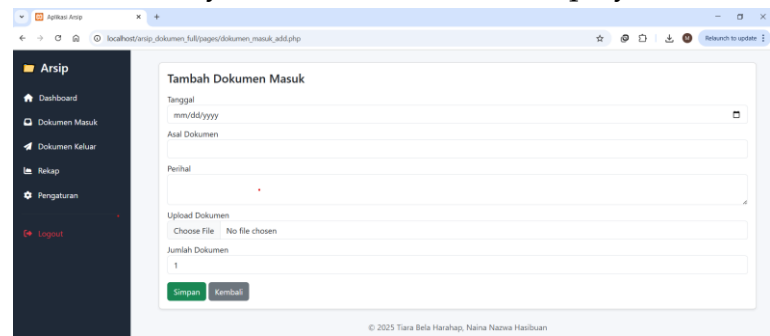 Aplikasi Arsip
localhost/arsip_dokumen_full/pages/dokumen_masuk_add.php
M
Relaunch to update
Arsip
Dashboard
Dokumen Masuk
Dokumen Keluar
Rekap
Pengaturan
Logout
Tambah Dokumen Masuk
Tanggal
mm/dd/yyyy
Asal Dokumen
Perihal
Upload Dokumen
Choose File No file chosen
Jumlah Dokumen
1
Simpan Kembali
© 2025 Tiara Bela Harahap, Naina Nazwa Hasibuan